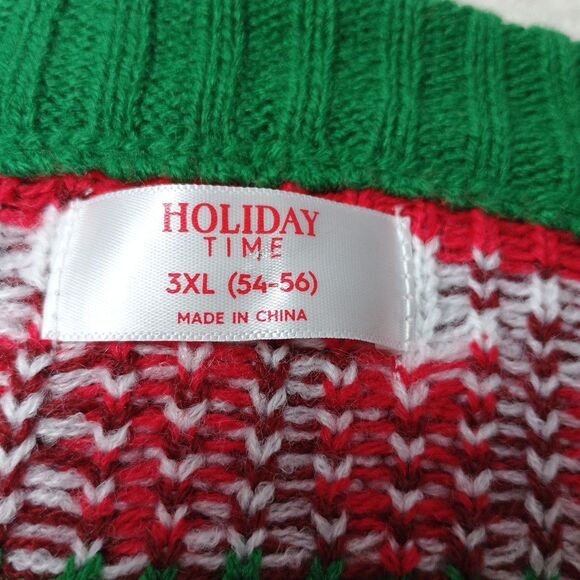 HOLIDAY
TIME
3XL (54-56)
MADE IN CHINA